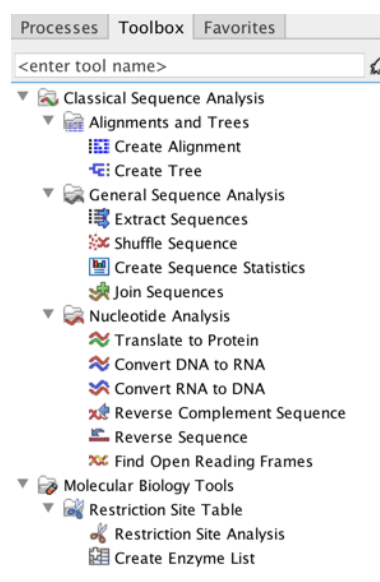 Processes Toolbox Favorites
<enter tool name>
Classical Sequence Analysis
Alignments and Trees
Create Alignment
Create Tree
General Sequence Analysis
Extract Sequences
Shuffle Sequence
Create Sequence Statistics
Join Sequences
Nucleotide Analysis
Translate to Protein
Convert DNA to RNA
Convert RNA to DNA
Reverse Complement Sequence
Reverse Sequence
Find Open Reading Frames
Molecular Biology Tools
Restriction Site Table
Restriction Site Analysis
Create Enzyme List